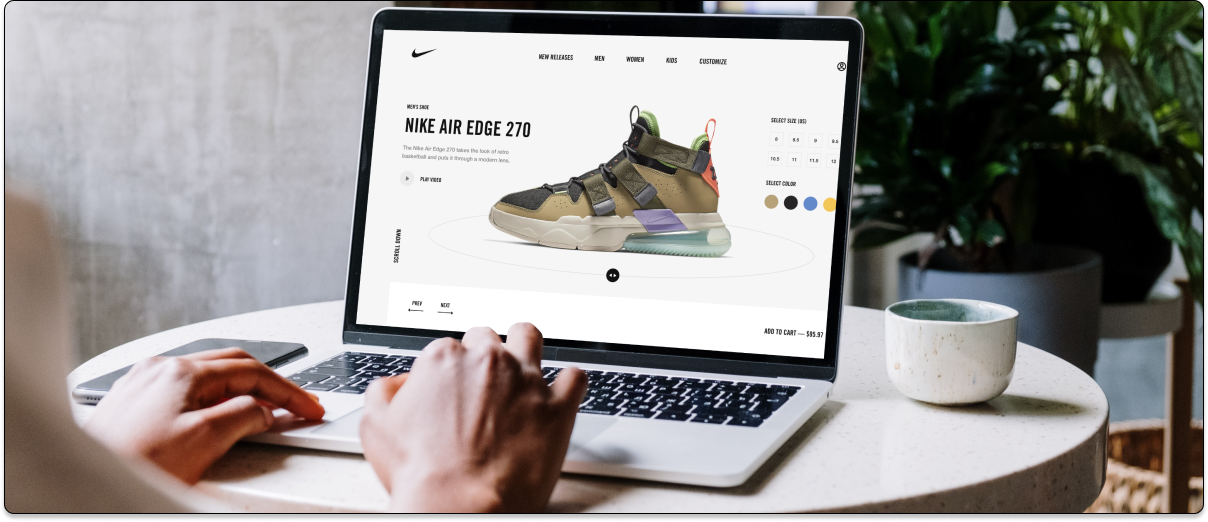 NEW RELEASES
MEN
WOMEN
KIDS
CUSTOMIZE
MEN'S SHOE
NIKE AIR EDGE 270
The Nike Air Edge 270 takes the look of retro
basketball and puts it through a modern lens.
PLAY VIDEO
SCROLL DOWN
SELECT SIZE (US)
8 8.5 9 9.5
10.5 11 11.5 12
SELECT COLOR
PREV
NEXT
ADD TO CART — $95.97